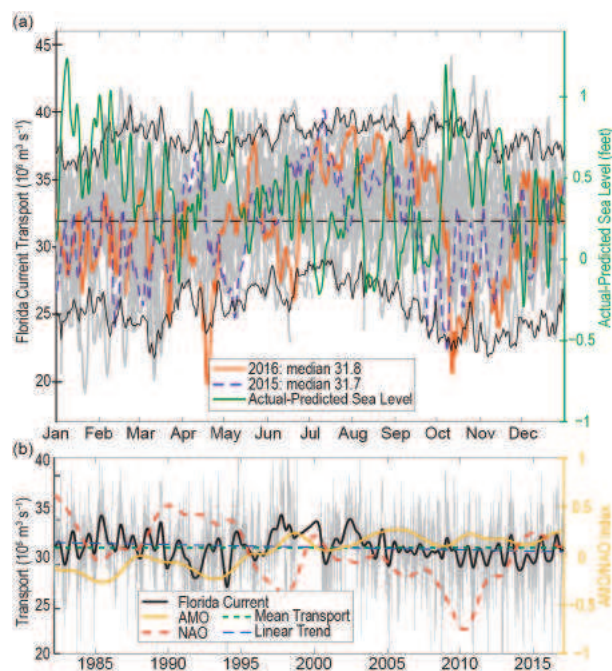 (a)
45
40
35
30
25
20
Florida Current Transport (10⁶ m³ s⁻¹)
1
0.5
0
−0.5
−1
Actual-Predicted Sea Level (feet)
2016: median 31.8
2015: median 31.7
Actual-Predicted Sea Level
Jan Feb Mar Apr May Jun Jul Aug Sep Oct Nov Dec
(b)
40
35
30
25
20
Transport (10⁶ m³ s⁻¹)
1
0.5
0
-0.5
-1
AMO/NAO index
Florida Current
AMO
NAO
Mean Transport
Linear Trend
1985 1990 1995 2000 2005 2010 2015